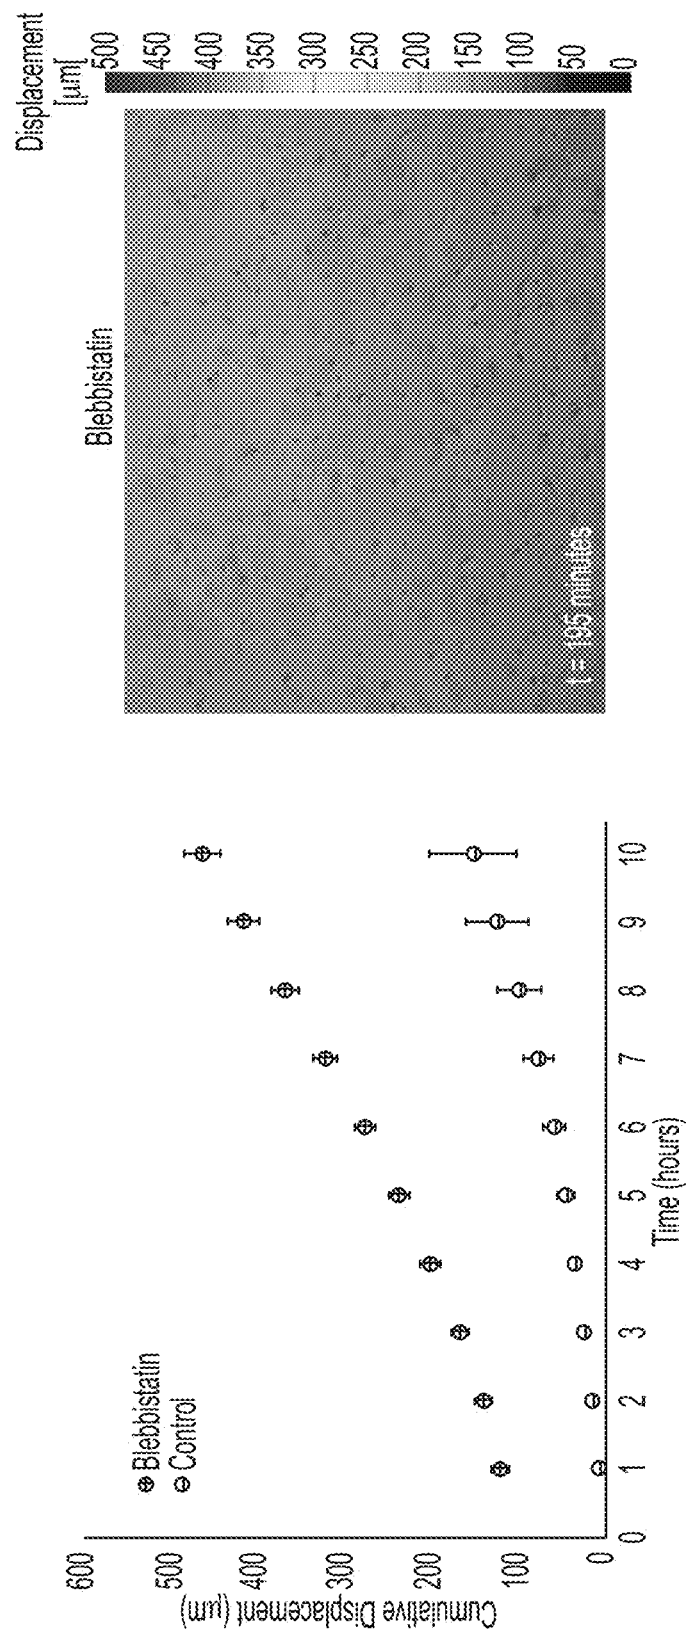 Blebbistatin
Control
Cumulative Displacement (µm)
600
500
400
300
200
100
0
0 1 2 3 4 5 6 7 8 9 10
Time (hours)
Blebbistatin
t = 195 minutes
Displacement
[µm]
500
450
400
350
300
250
200
150
100
50
0